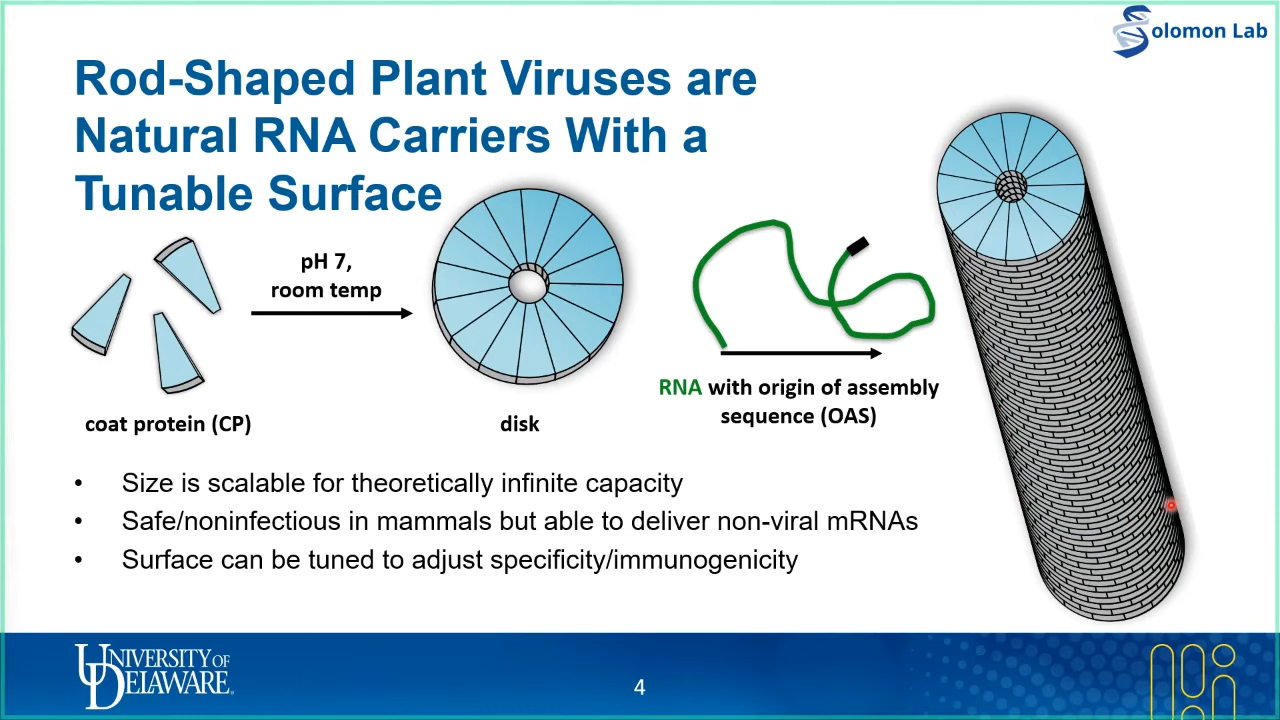 Solomon Lab
Rod-Shaped Plant Viruses are
Natural RNA Carriers With a
Tunable Surface
pH 7,
room temp
coat protein (CP)
disk
RNA with origin of assembly
sequence (OAS)
• Size is scalable for theoretically infinite capacity
• Safe/noninfectious in mammals but able to deliver non-viral mRNAs
• Surface can be tuned to adjust specificity/immunogenicity
UNIVERSITY OF
DELAWARE.
4